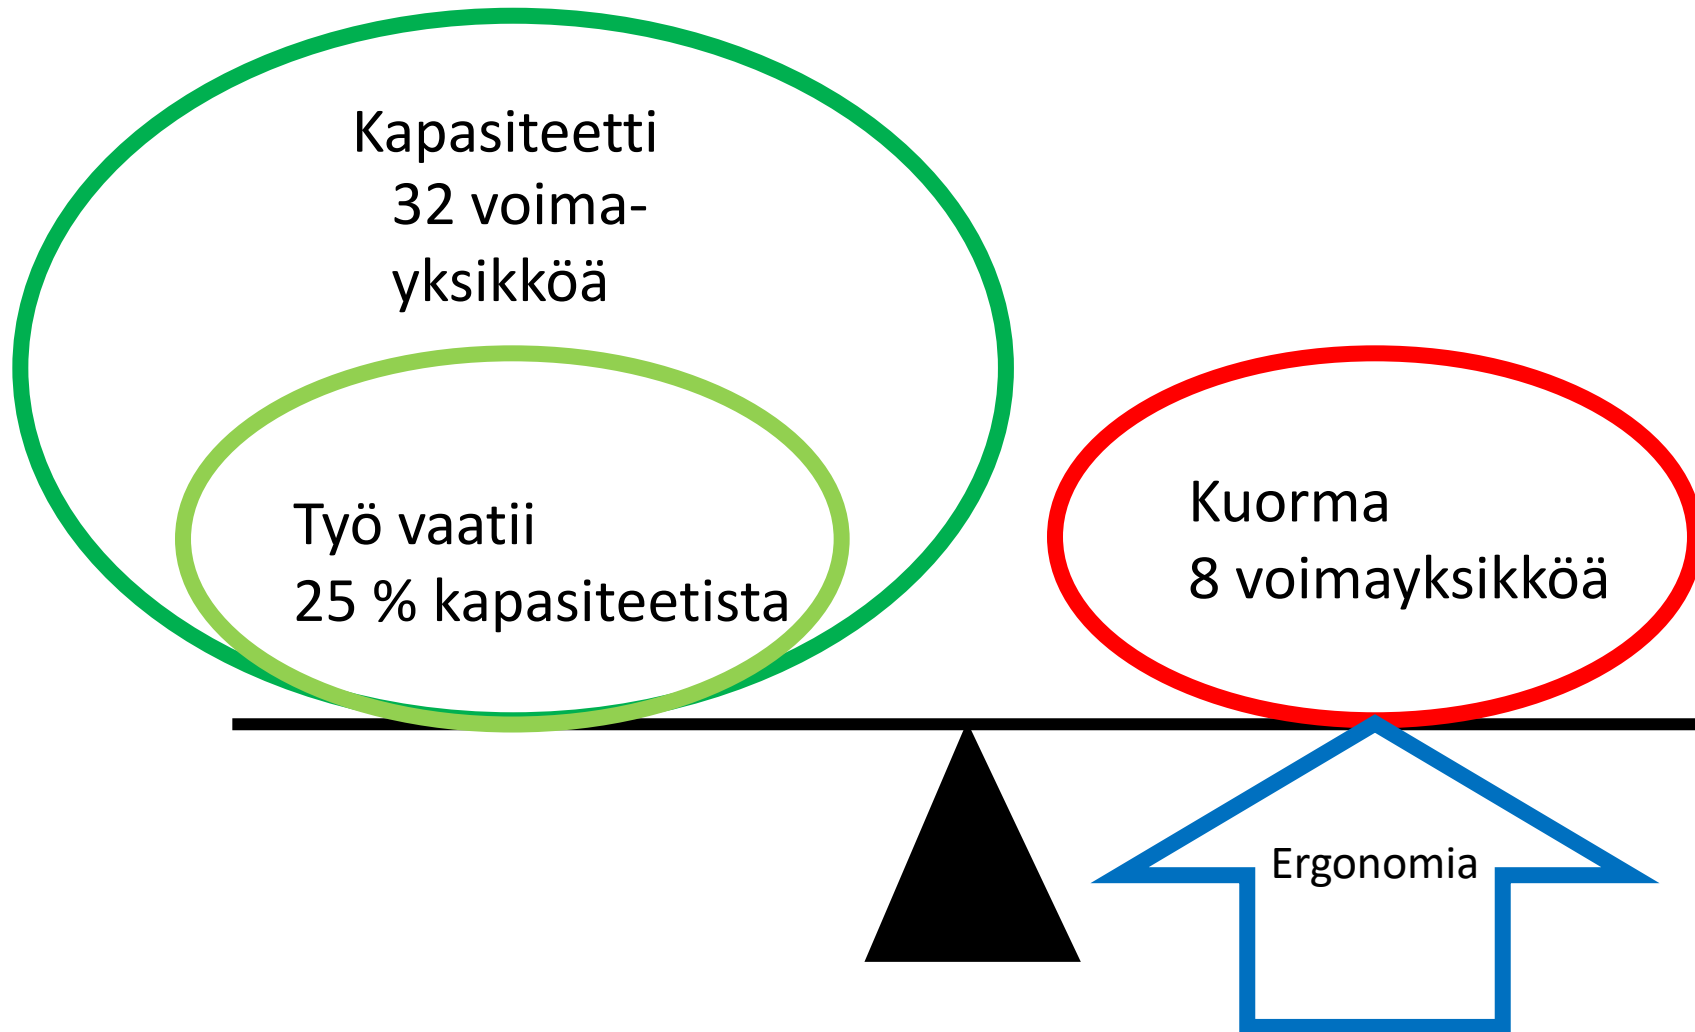 Kapasiteetti
32 voima-
yksikköä
Työ vaatii
25 % kapasiteetista
Kuorma
8 voimayksikköä
Ergonomia